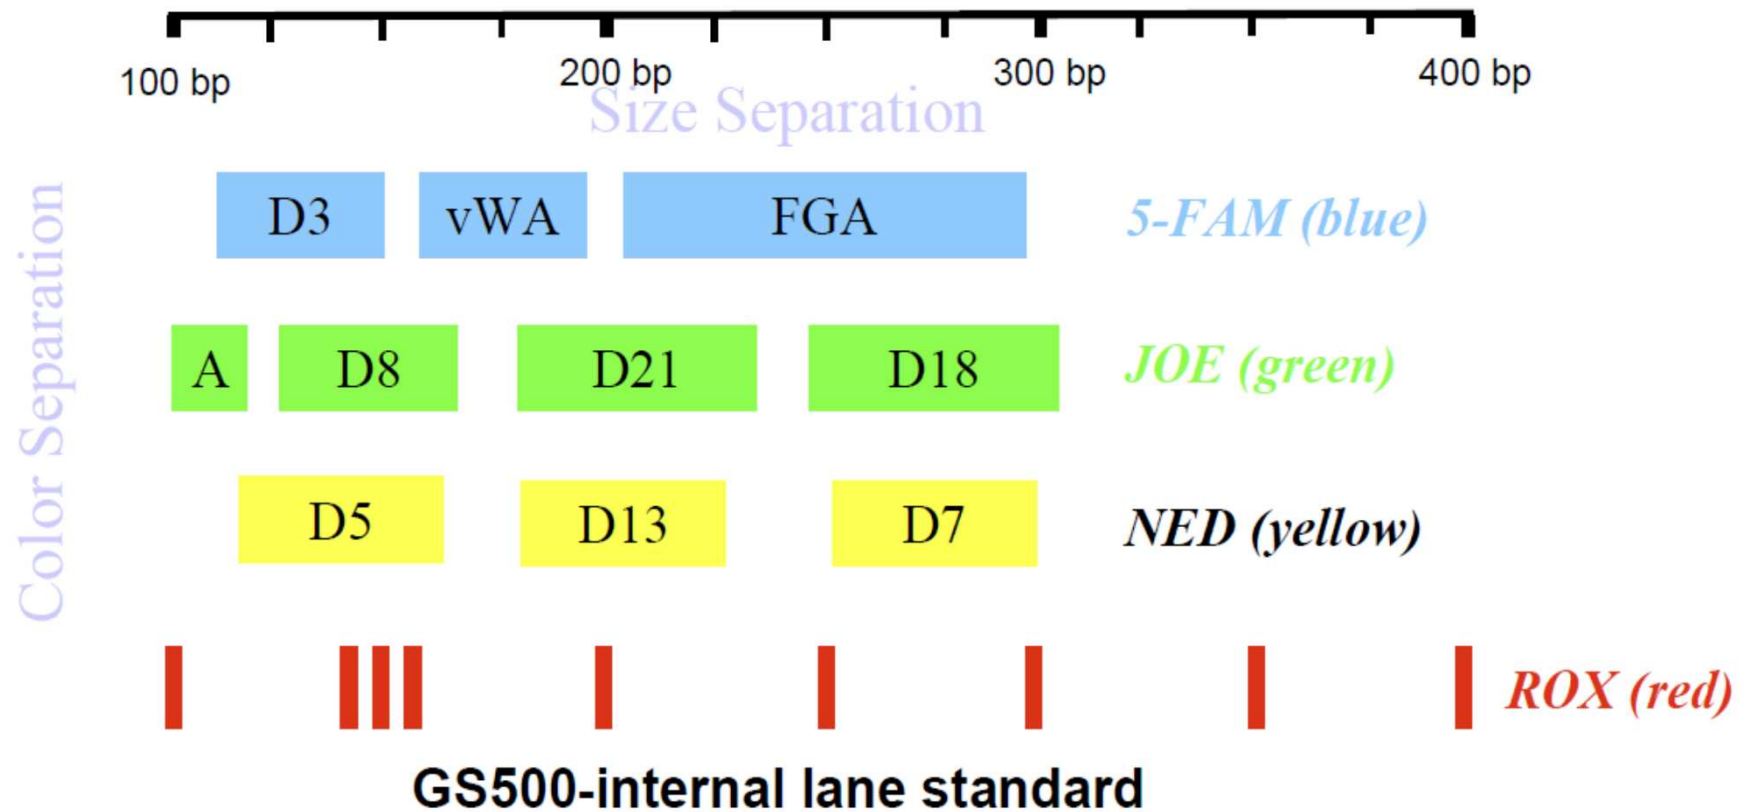 100 bp 200 bp 300 bp 400 bp
Size Separation
Color Separation
D3 vWA FGA 5-FAM (blue)
A D8 D21 D18 JOE (green)
D5 D13 D7 NED (yellow)
ROX (red)
GS500-internal lane standard